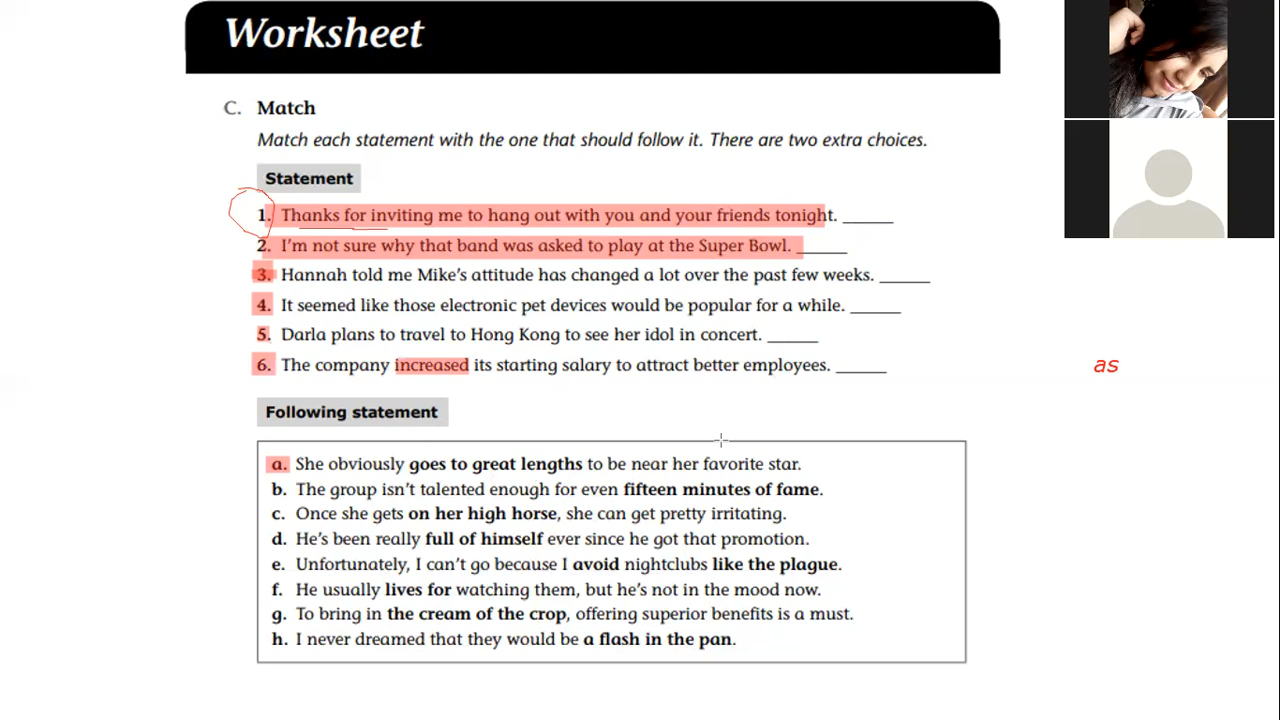 Worksheet
C. Match
Match each statement with the one that should follow it. There are two extra choices.
Statement
1. Thanks for inviting me to hang out with you and your friends tonight. _____
2. I'm not sure why that band was asked to play at the Super Bowl. _____
3. Hannah told me Mike's attitude has changed a lot over the past few weeks. _____
4. It seemed like those electronic pet devices would be popular for a while. _____
5. Darla plans to travel to Hong Kong to see her idol in concert. _____
6. The company increased its starting salary to attract better employees. _____
as
Following statement
a. She obviously goes to great lengths to be near her favorite star.
b. The group isn't talented enough for even fifteen minutes of fame.
c. Once she gets on her high horse, she can get pretty irritating.
d. He's been really full of himself ever since he got that promotion.
e. Unfortunately, I can't go because I avoid nightclubs like the plague.
f. He usually lives for watching them, but he's not in the mood now.
g. To bring in the cream of the crop, offering superior benefits is a must.
h. I never dreamed that they would be a flash in the pan.